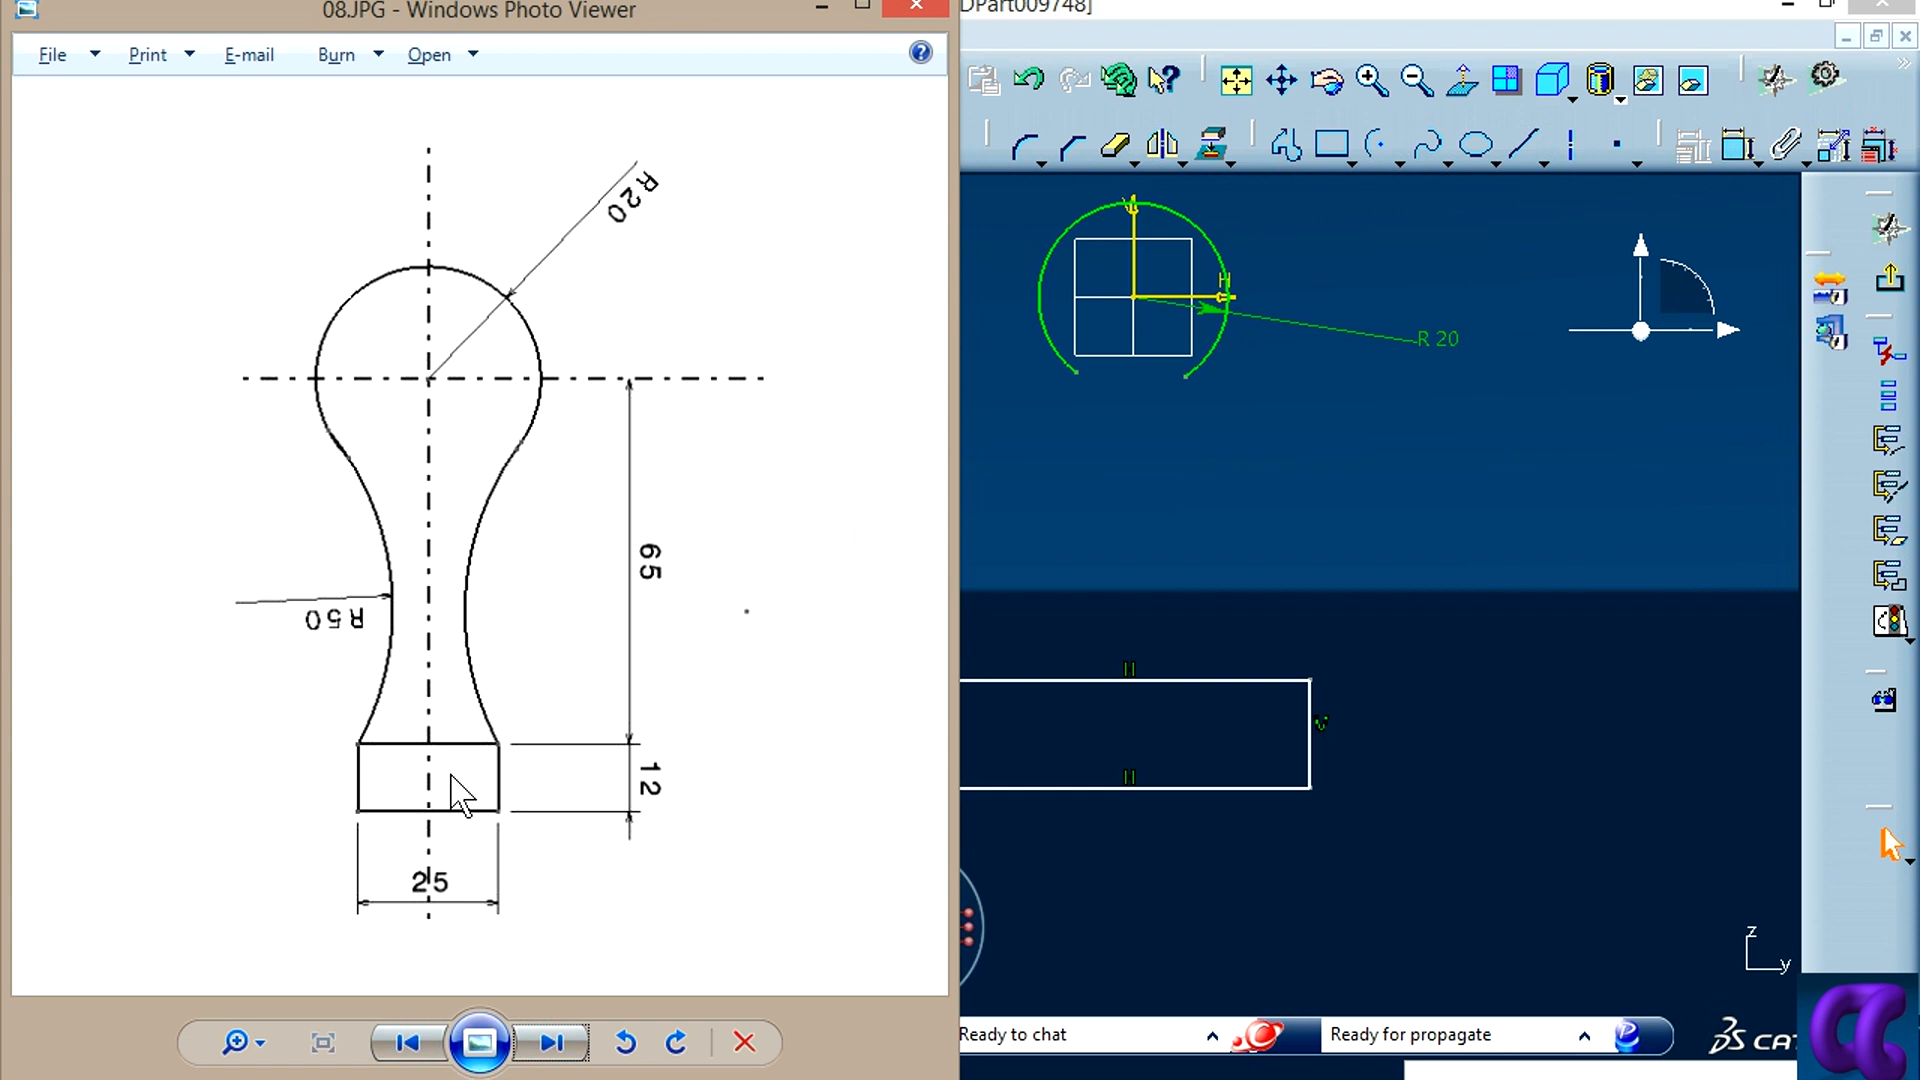 08.JPG - Windows Photo Viewer
DPart009748]
File
Print
E-mail
Burn
Open
R20
65
R50
12
25
H
R 20
z
y
Ready to chat
Ready for propagate